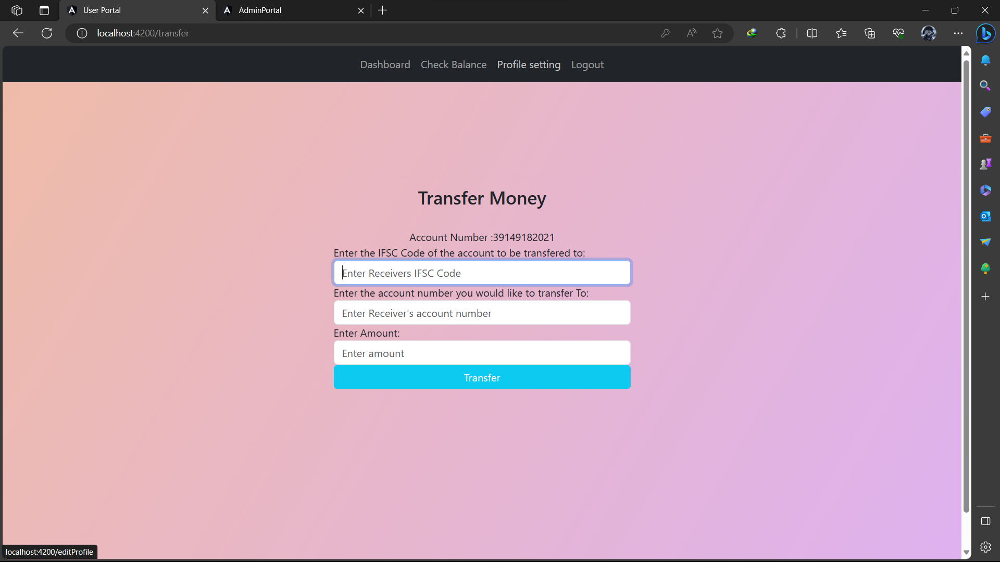 User Portal
AdminPortal
localhost:4200/transfer
Dashboard Check Balance Profile setting Logout
Transfer Money
Account Number :39149182021
Enter the IFSC Code of the account to be transfered to:
Enter Receivers IFSC Code
Enter the account number you would like to transfer To:
Enter Receiver's account number
Enter Amount:
Enter amount
Transfer
localhost:4200/editProfile